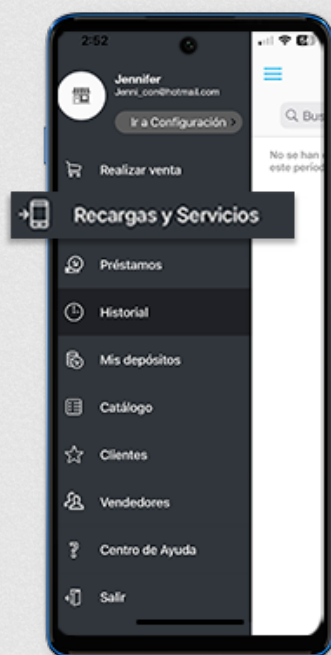 2:52
Jennifer
Jenni_con@hotmail.com
Ir a Configuración
Realizar venta
Recargas y Servicios
Préstamos
Historial
Mis depósitos
Catálogo
Clientes
Vendedores
Centro de Ayuda
Salir
No se han
este